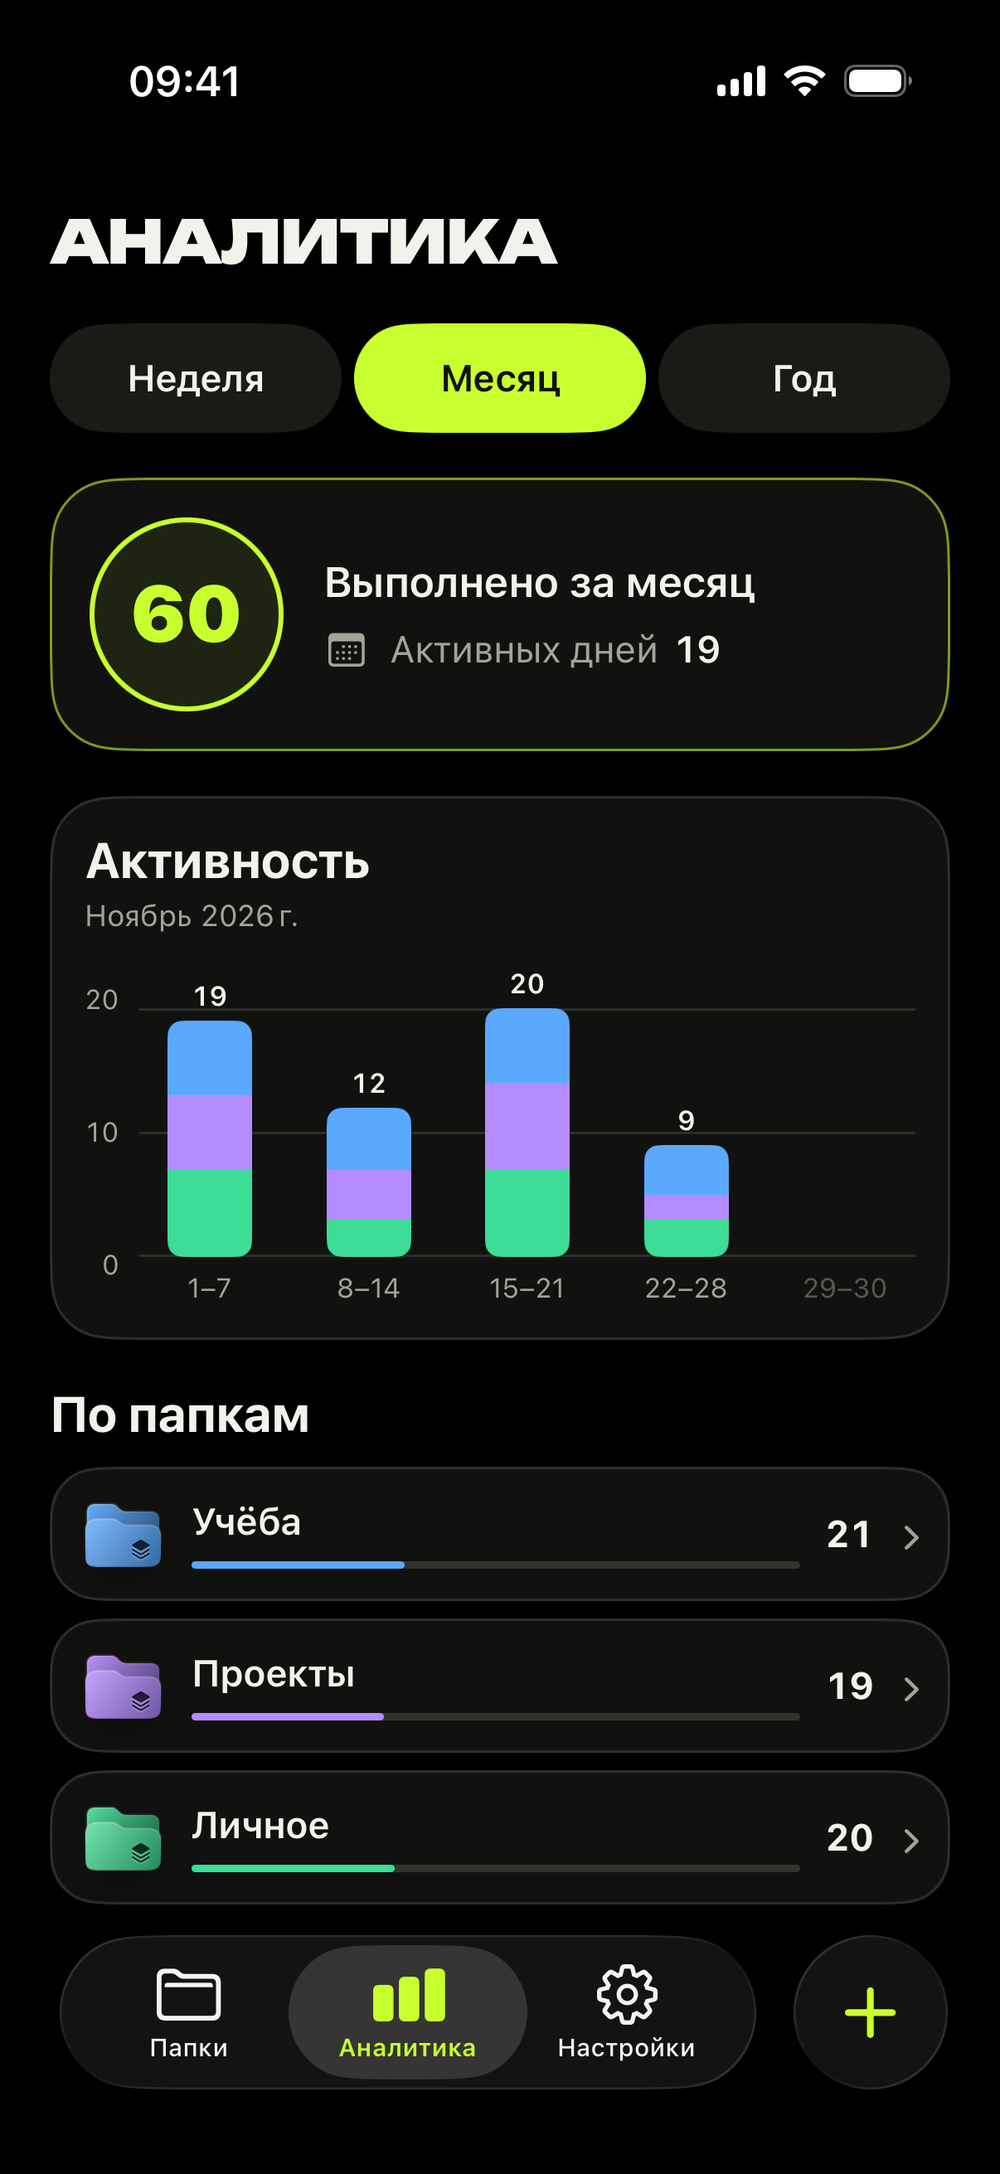 09:41
АНАЛИТИКА
Неделя Месяц Год
60
Выполнено за месяц
Активных дней 19
Активность
Ноябрь 2026 г.
20
10
0
19
12
20
9
1–7 8–14 15–21 22–28 29–30
По папкам
Учёба 21
Проекты 19
Личное 20
Папки Аналитика Настройки